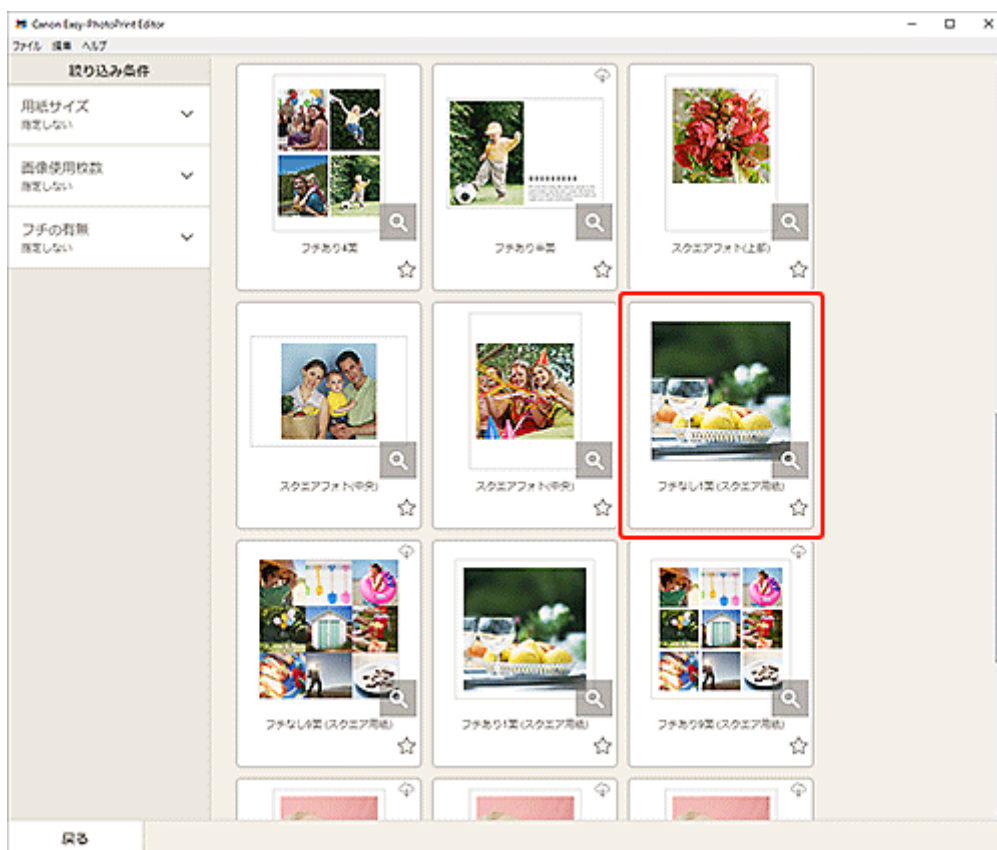 Canon Easy-PhotoPrint Editor
ファイル 編集 ヘルプ
絞り込み条件
用紙サイズ
指定しない
画像使用枚数
指定しない
フチの有無
指定しない
フチあり4面
フチあり
スクエアフォト(上部)
スクエアフォト(中央)
スクエアフォト(中央)
フチなし1面(スクエア用紙)
フチなし9面(スクエア用紙)
フチあり1面(スクエア用紙)
フチあり9面(スクエア用紙)
戻る